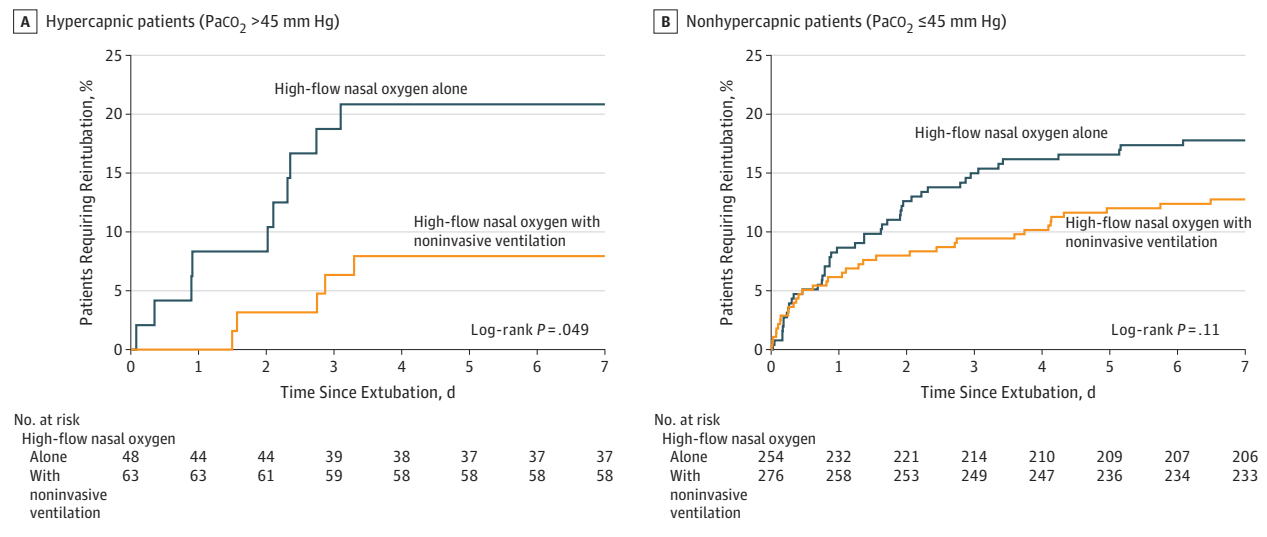 A Hypercapnic patients (PaCO2 >45 mm Hg)
25
20
15
10
5
0
Patients Requiring Reintubation, %
High-flow nasal oxygen alone
High-flow nasal oxygen with
noninvasive ventilation
Log-rank P = .049
0 1 2 3 4 5 6 7
Time Since Extubation, d
No. at risk
High-flow nasal oxygen
Alone 48 44 44 39 38 37 37 37
With 63 63 61 59 58 58 58 58
noninvasive
ventilation
B Nonhypercapnic patients (PaCO2 ≤45 mm Hg)
25
20
15
10
5
0
Patients Requiring Reintubation, %
High-flow nasal oxygen alone
High-flow nasal oxygen with
noninvasive ventilation
Log-rank P = .11
0 1 2 3 4 5 6 7
Time Since Extubation, d
No. at risk
High-flow nasal oxygen
Alone 254 232 221 214 210 209 207 206
With 276 258 253 249 247 236 234 233
noninvasive
ventilation